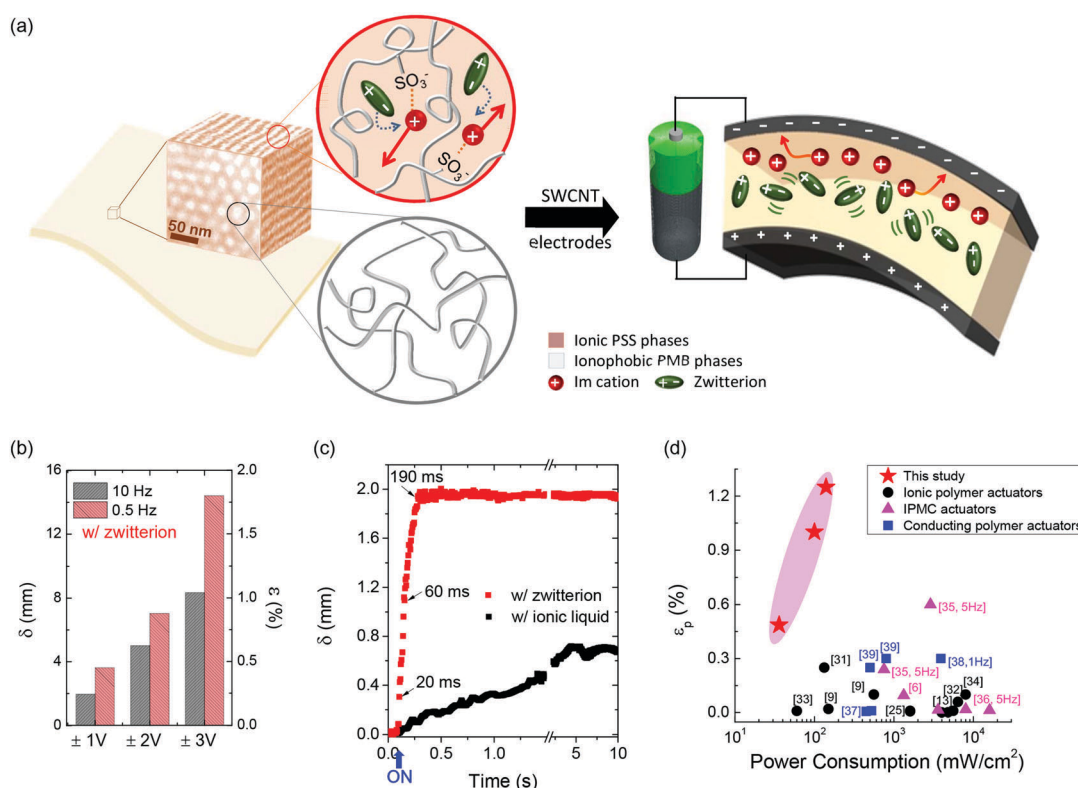 (a)
SO₃⁻
SO₃⁻
50 nm
SWCNT
electrodes
Ionic PSS phases
Ionophobic PMB phases
Im cation
Zwitterion
(b)
16
12
8
4
0
δ (mm)
2.0
1.6
1.2
0.8
0.4
0.0
ε (%)
10 Hz
0.5 Hz
w/ zwitterion
± 1V
± 2V
± 3V
(c)
2.0
1.6
1.2
0.8
0.4
0.0
δ (mm)
190 ms
60 ms
20 ms
w/ zwitterion
w/ ionic liquid
0.0
0.5
1.0
5
10
ON
Time (s)
(d)
This study
Ionic polymer actuators
IPMC actuators
Conducting polymer actuators
1.2
0.9
0.6
0.3
0.0
εp (%)
[35, 5Hz]
[39]
[39]
[38,1Hz]
[31]
[35, 5Hz]
[34]
[9]
[6]
[32]
[33]
[9]
[13]
[36, 5Hz]
[37]
[25]
10¹
10²
10³
10⁴
Power Consumption (mW/cm²)